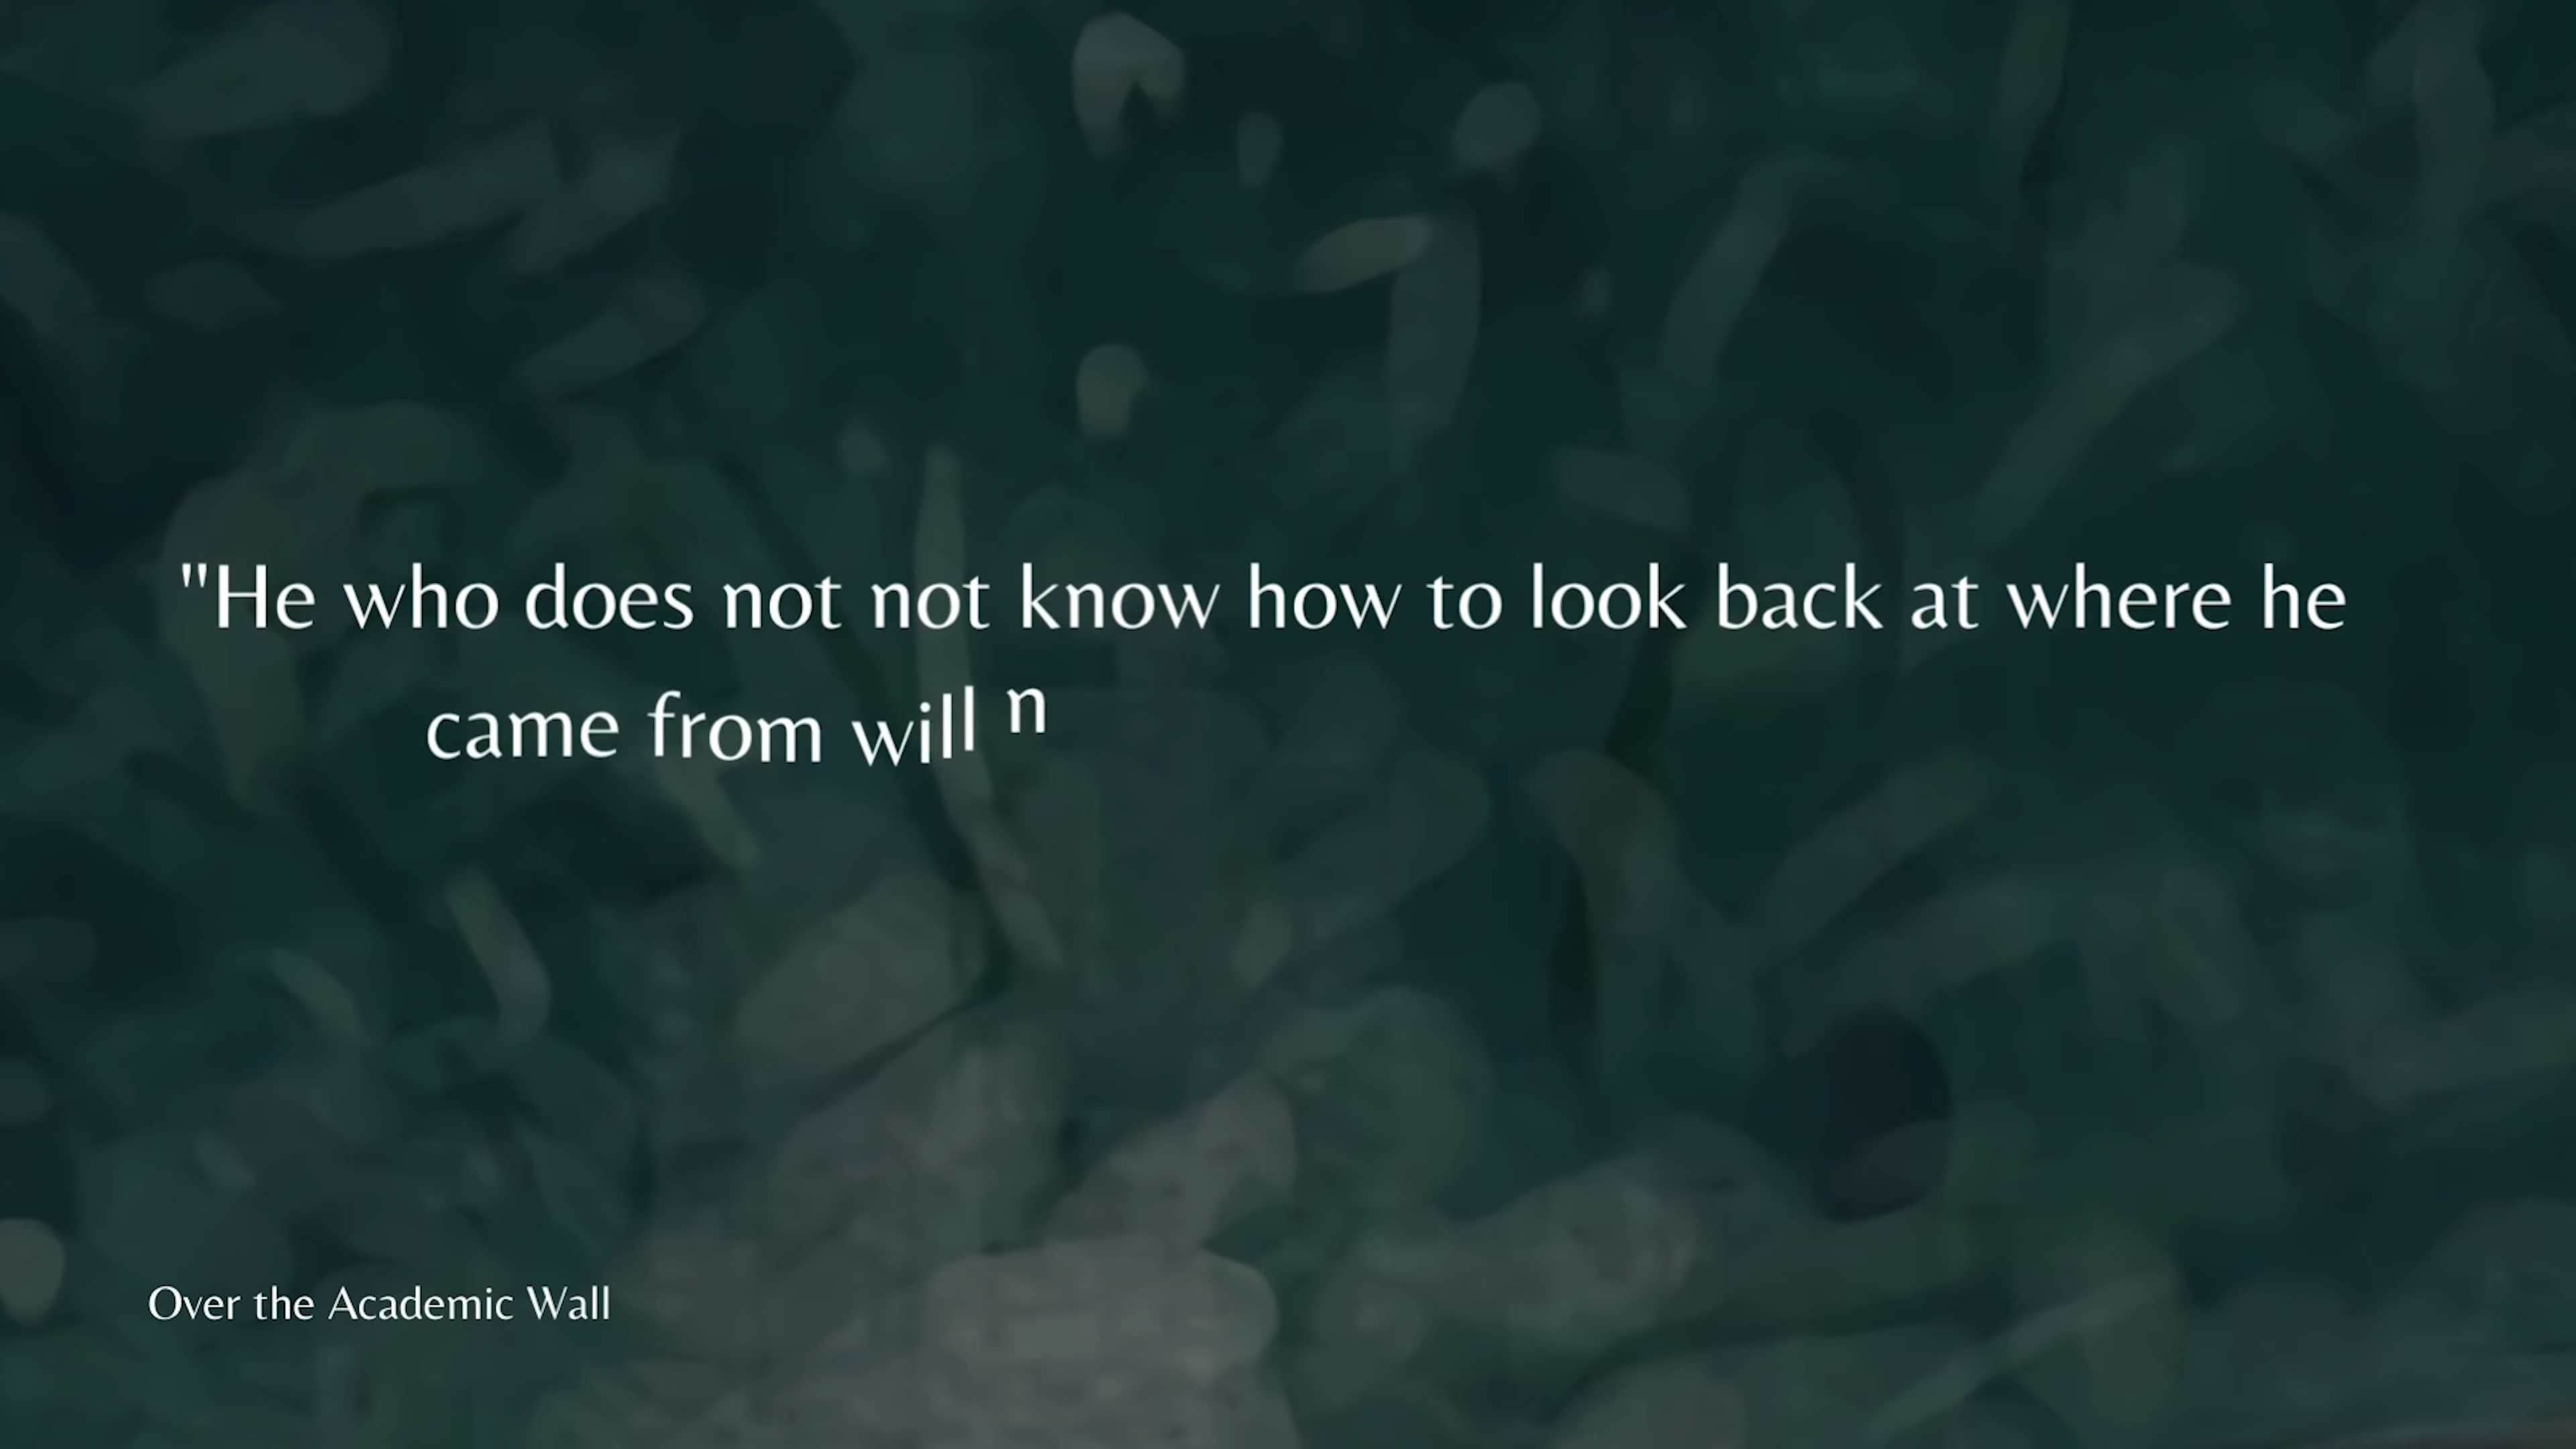 "He who does not not know how to look back at where he
came from will n
Over the Academic Wall